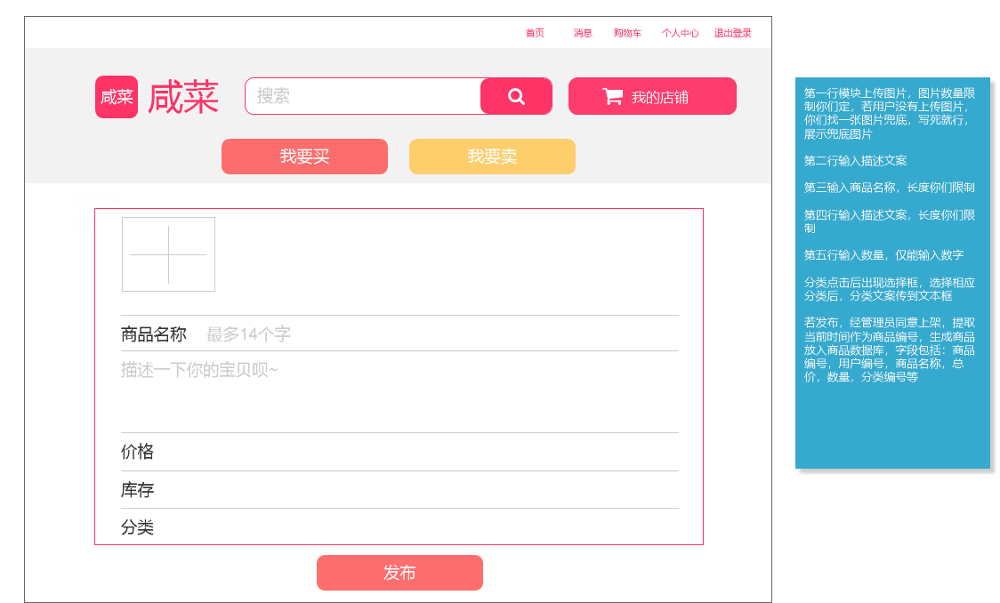 首页 消息 购物车 个人中心 退出登录
咸菜 咸菜 搜索 我的店铺
我要买 我要卖
商品名称 最多14个字
描述一下你的宝贝呗~
价格
库存
分类
发布
第一行模块上传图片，图片数量限
制你们定，若用户没有上传图片，
你们找一张图片兜底，写死就行，
展示兜底图片
第二行输入描述文案
第三输入商品名称，长度你们限制
第四行输入描述文案，长度你们限
制
第五行输入数量，仅能输入数字
分类点击后出现选择框，选择相应
分类后，分类文案传到文本框
若发布，经管理员同意上架，提取
当前时间作为商品编号，生成商品
放入商品数据库，字段包括：商品
编号，用户编号，商品名称，总
价，数量，分类编号等